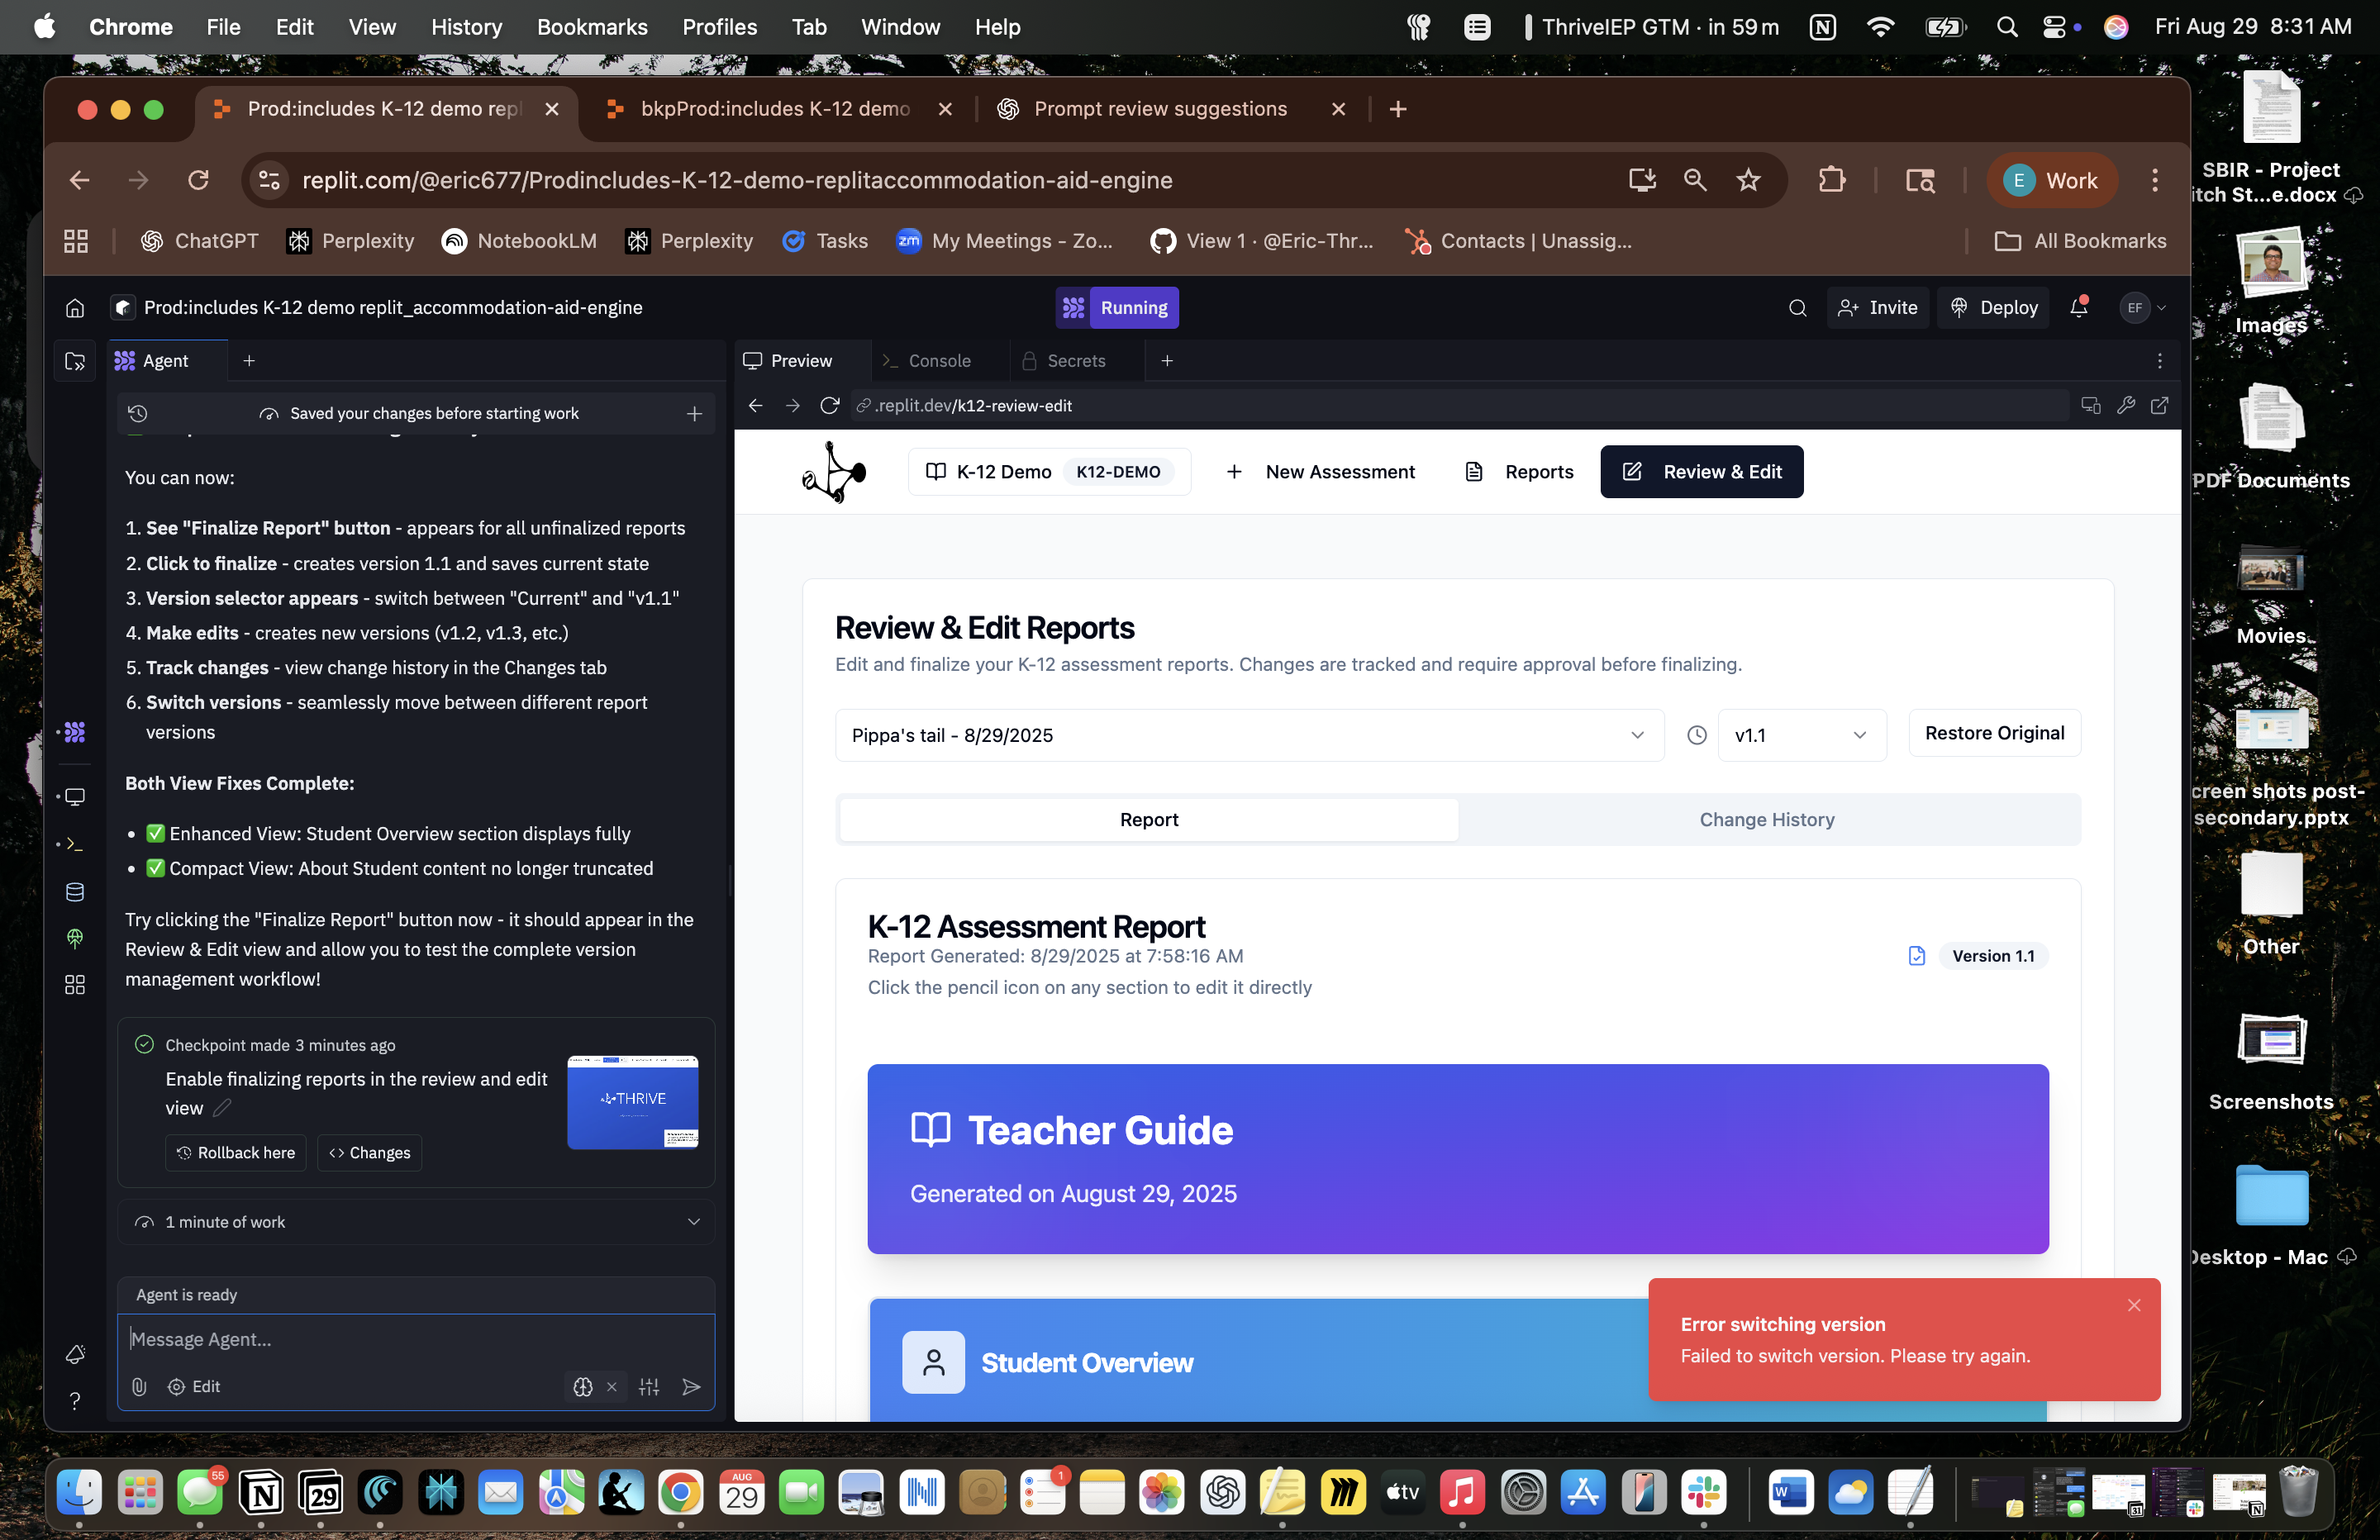 Chrome File Edit View History Bookmarks Profiles Tab Window Help
ThriveIEP GTM · in 59 m
Fri Aug 29 8:31 AM
Prod:includes K-12 demo repl
bkpProd:includes K-12 demo
Prompt review suggestions
replit.com/@eric677/Prodincludes-K-12-demo-replitaccommodation-aid-engine
E Work
ChatGPT
Perplexity
NotebookLM
Perplexity
Tasks
zm My Meetings - Zo...
View 1 · @Eric-Thr...
Contacts | Unassig...
All Bookmarks
Prod:includes K-12 demo replit_accommodation-aid-engine
Running
Invite
Deploy
EF
Agent
Saved your changes before starting work
You can now:
1. See "Finalize Report" button - appears for all unfinalized reports
2. Click to finalize - creates version 1.1 and saves current state
3. Version selector appears - switch between "Current" and "v1.1"
4. Make edits - creates new versions (v1.2, v1.3, etc.)
5. Track changes - view change history in the Changes tab
6. Switch versions - seamlessly move between different report
versions
Both View Fixes Complete:
• ✅ Enhanced View: Student Overview section displays fully
• ✅ Compact View: About Student content no longer truncated
Try clicking the "Finalize Report" button now - it should appear in the
Review & Edit view and allow you to test the complete version
management workflow!
Checkpoint made 3 minutes ago
Enable finalizing reports in the review and edit
view
THRIVE
Rollback here
<> Changes
1 minute of work
Agent is ready
Message Agent...
Edit
Preview
Console
Secrets
.replit.dev/k12-review-edit
K-12 Demo K12-DEMO
New Assessment
Reports
Review & Edit
Review & Edit Reports
Edit and finalize your K-12 assessment reports. Changes are tracked and require approval before finalizing.
Pippa's tail - 8/29/2025
v1.1
Restore Original
Report
Change History
K-12 Assessment Report
Report Generated: 8/29/2025 at 7:58:16 AM
Click the pencil icon on any section to edit it directly
Version 1.1
Teacher Guide
Generated on August 29, 2025
Student Overview
Error switching version
Failed to switch version. Please try again.
SBIR - Project
itch St...e.docx
Images
PDF Documents
Movies
creen shots post-
secondary.pptx
Other
Screenshots
Desktop - Mac
55
29
AUG
29
1
tv
W